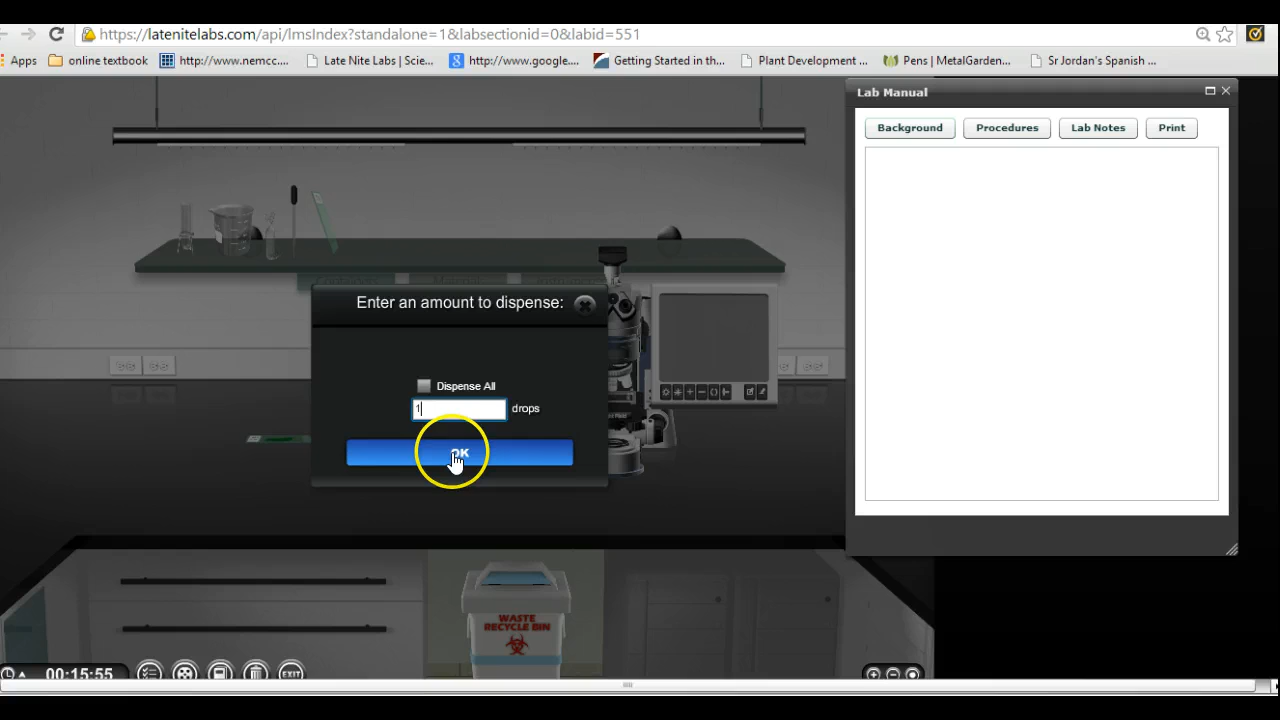 https://latenitelabs.com/api/lmsIndex?standalone=1&labsectionid=0&labid=551
Apps online textbook http://www.nemcc.... Late Nite Labs | Scie... http://www.google.... Getting Started in th... Plant Development ... Pens | MetalGarden... Sr Jordan's Spanish ...
Lab Manual
Background Procedures Lab Notes Print
Enter an amount to dispense:
Dispense All
1 drops
OK
WASTE
RECYCLE BIN
00:15:55
EXIT